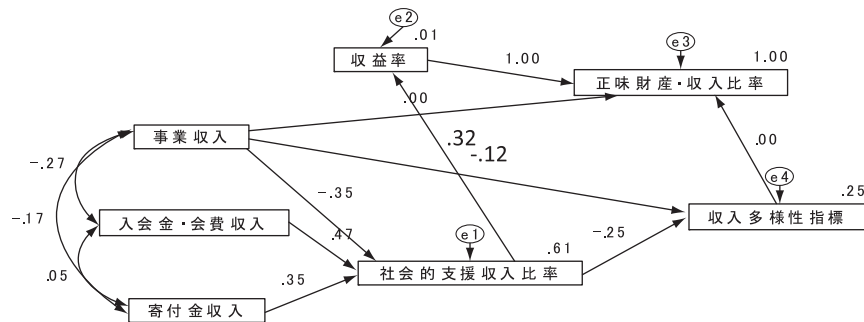 e2
.01
収益率
1.00
e3
1.00
正味財産・収入比率
.00
事業収入
.32
-.12
.00
-.27
-.35
e4
.25
-.17
入会金・会費収入
.47
e1
.61
-.25
収入多様性指標
.05
.35
社会的支援収入比率
寄付金収入